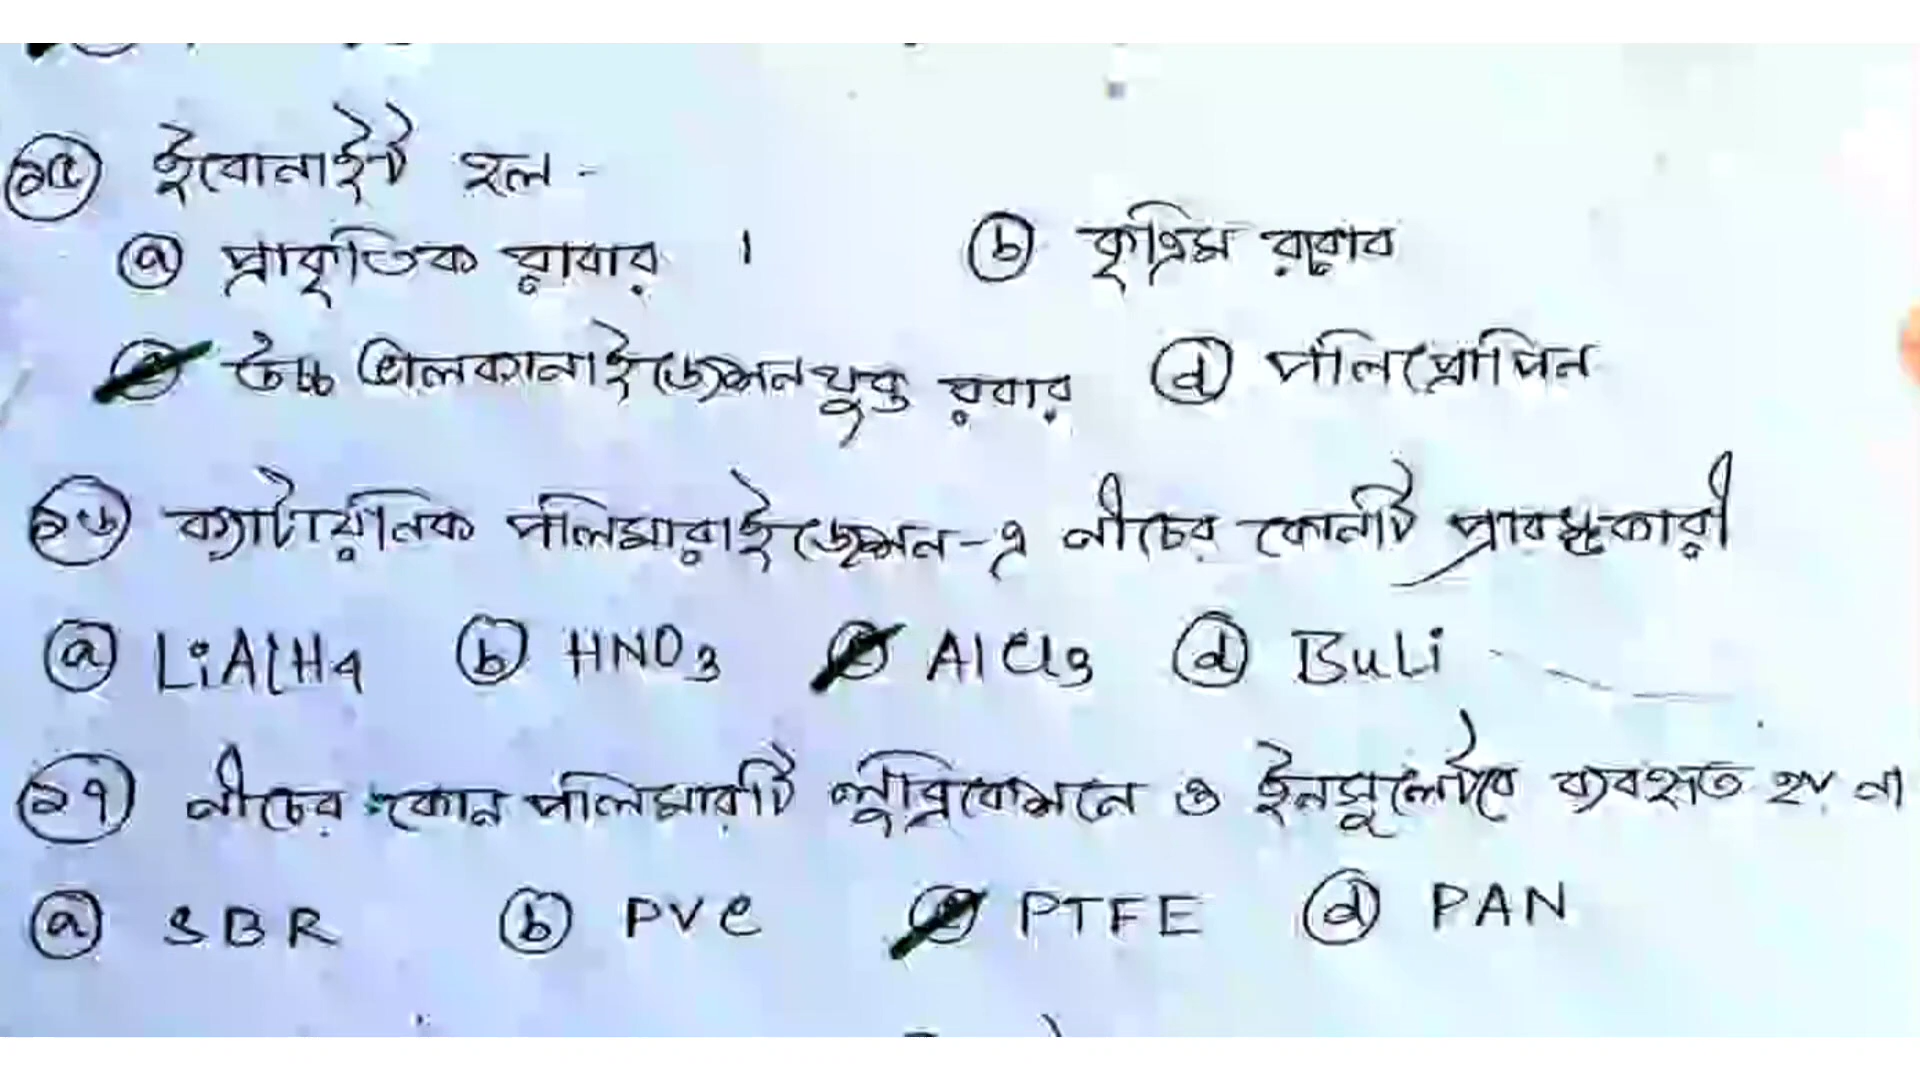 ২৫ ইবোনাইট হল -
a প্রাকৃতিক রাবার । b কৃত্রিম রবার
c উচ্চ ভালকানাইজেশনযুক্ত রবার d পলিপ্রোপিন
২৬ ক্যাটায়নিক পলিমারাইজেশন-এ নীচের কোনটি প্রারম্ভকারী
a LiAlH4 b HNO3 c AlCl3 d BuLi
২৭ নীচের কোন পলিমারটি লুব্রিকেশনে ও ইনসুলেটরে ব্যবহৃত হয় না
a SBR b PVC c PTFE d PAN